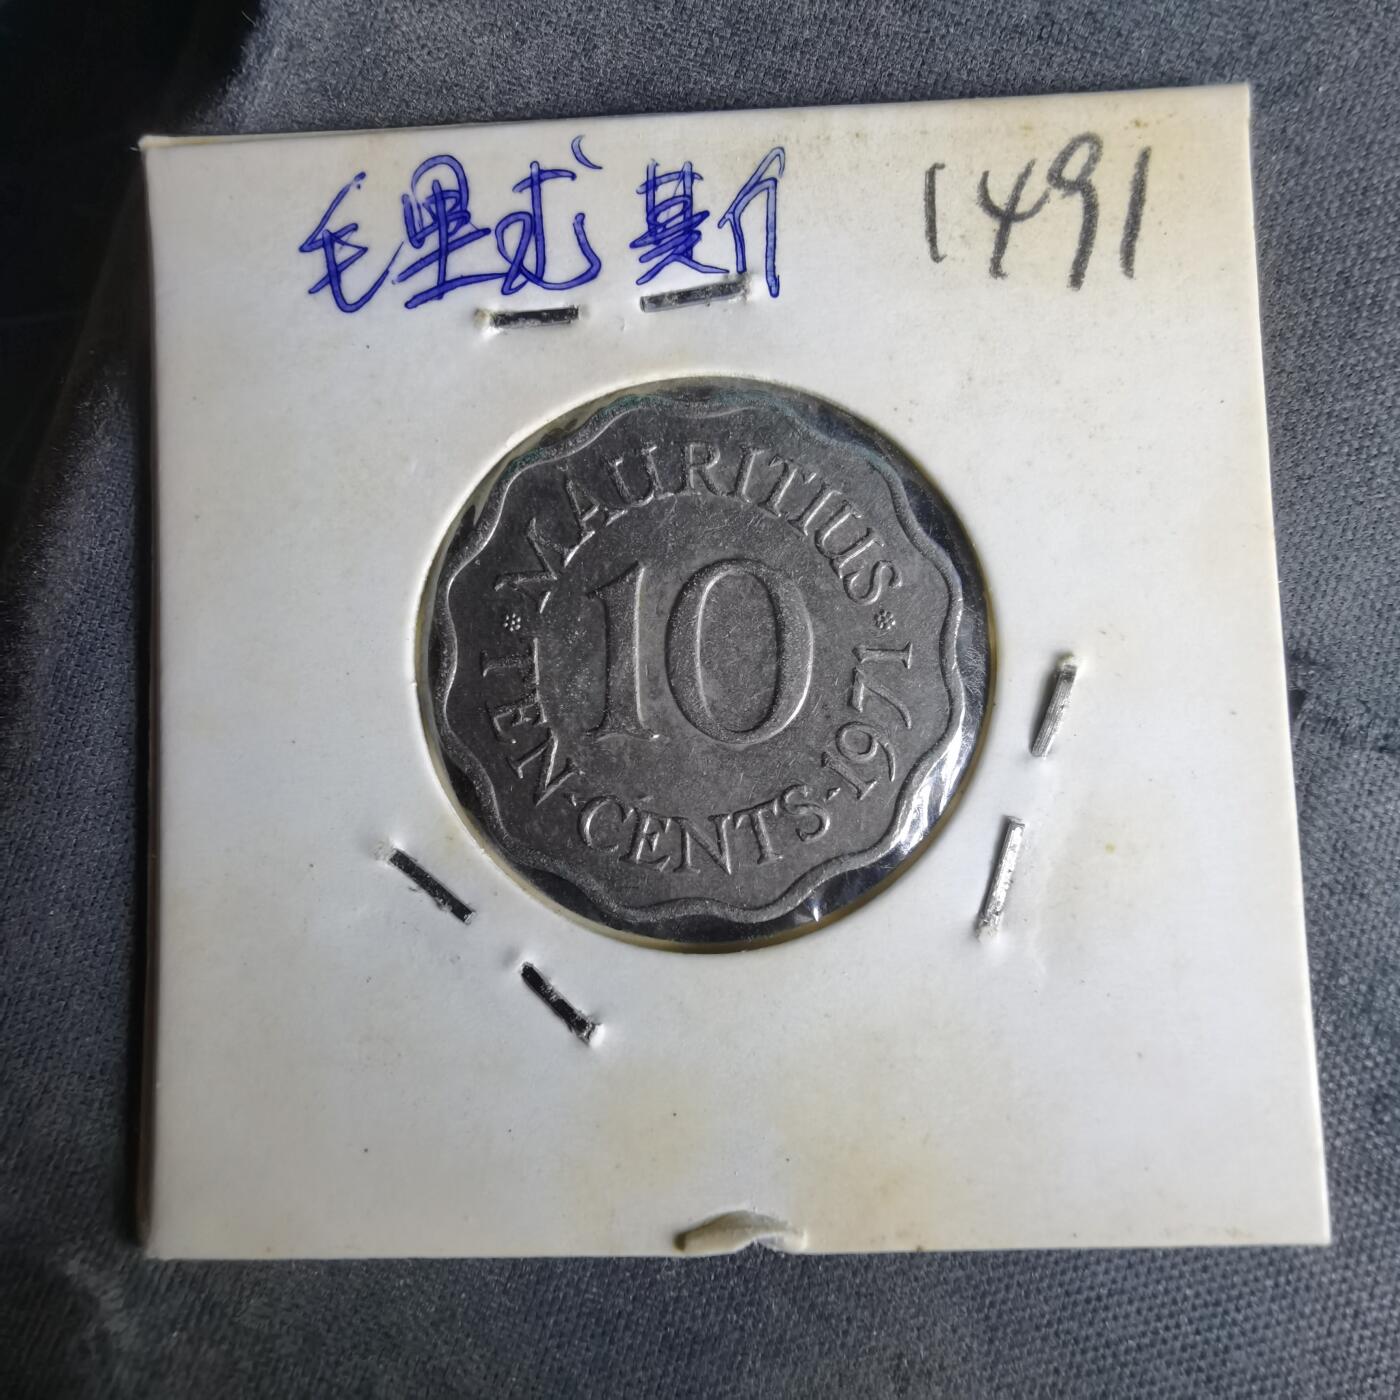 毛里求斯 1491
MAURITIUS
10
TEN·CENTS·1971